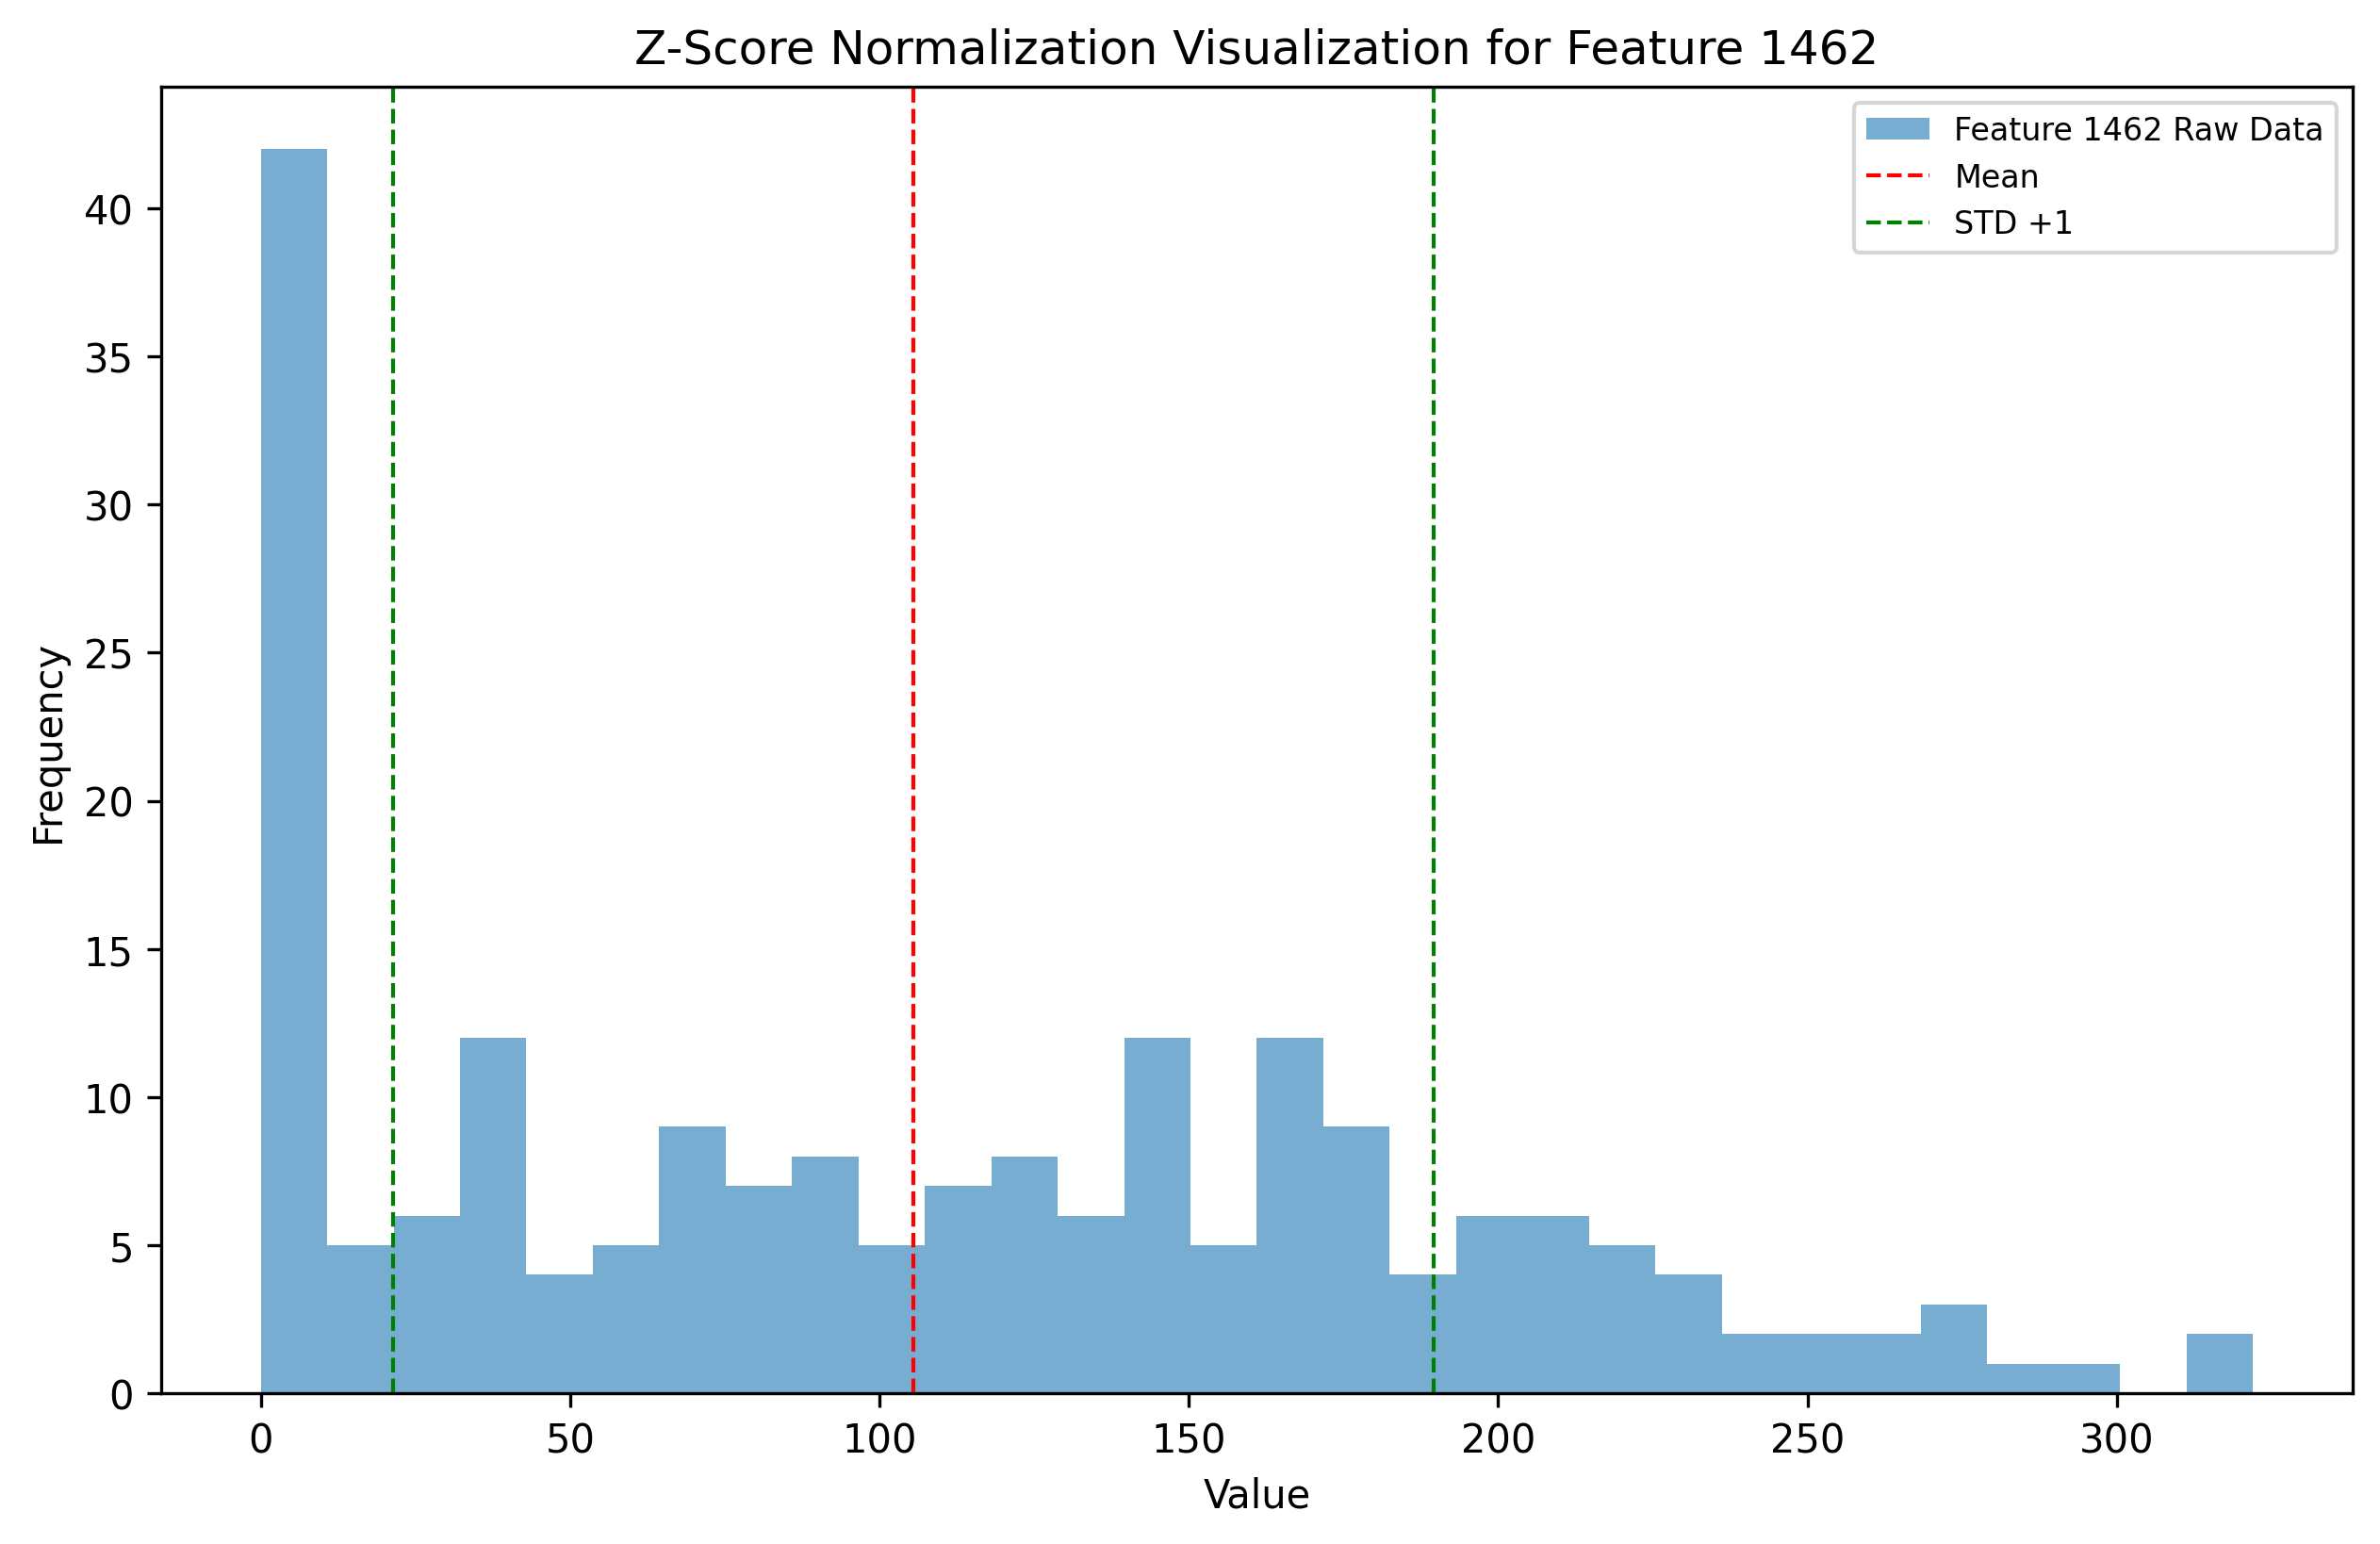 Z-Score Normalization Visualization for Feature 1462
Feature 1462 Raw Data
Mean
STD +1
Frequency
40
35
30
25
20
15
10
5
0
0 50 100 150 200 250 300
Value